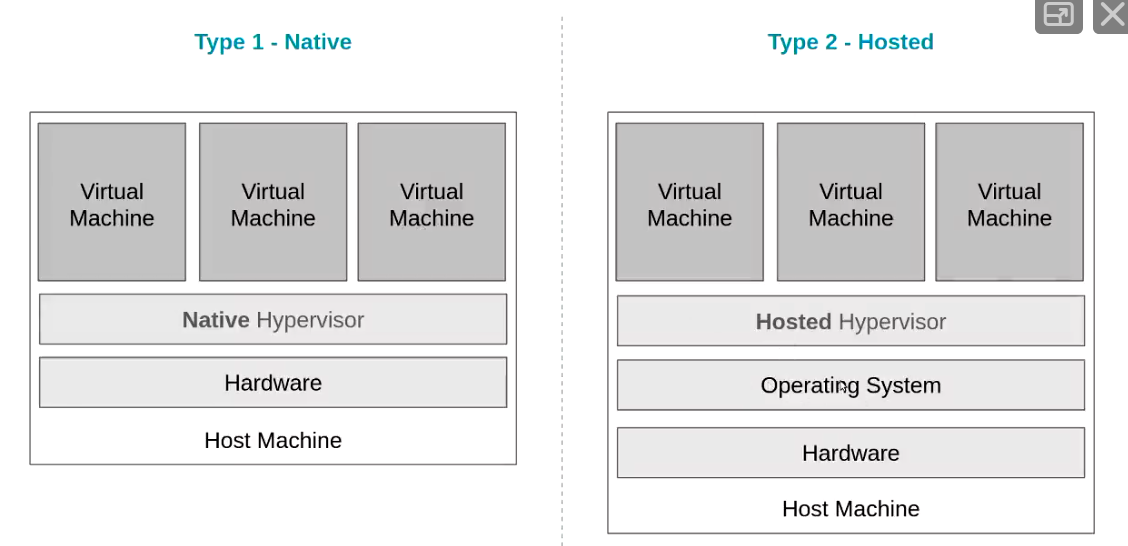 Type 1 - Native
Virtual
Machine
Virtual
Machine
Virtual
Machine
Native Hypervisor
Hardware
Host Machine
Type 2 - Hosted
Virtual
Machine
Virtual
Machine
Virtual
Machine
Hosted Hypervisor
Operating System
Hardware
Host Machine